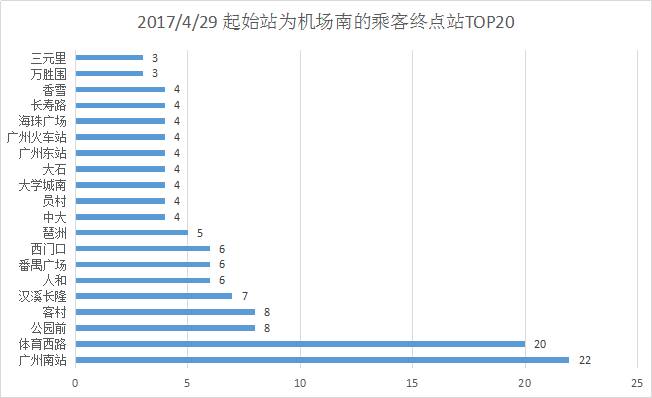 2017/4/29 起始站为机场南的乘客终点站TOP20
三元里 3
万胜围 3
香雪 4
长寿路 4
海珠广场 4
广州火车站 4
广州东站 4
大石 4
大学城南 4
员村 4
中大 4
琶洲 5
西门口 6
番禺广场 6
人和 6
汉溪长隆 7
客村 8
公园前 8
体育西路 20
广州南站 22
0 5 10 15 20 25